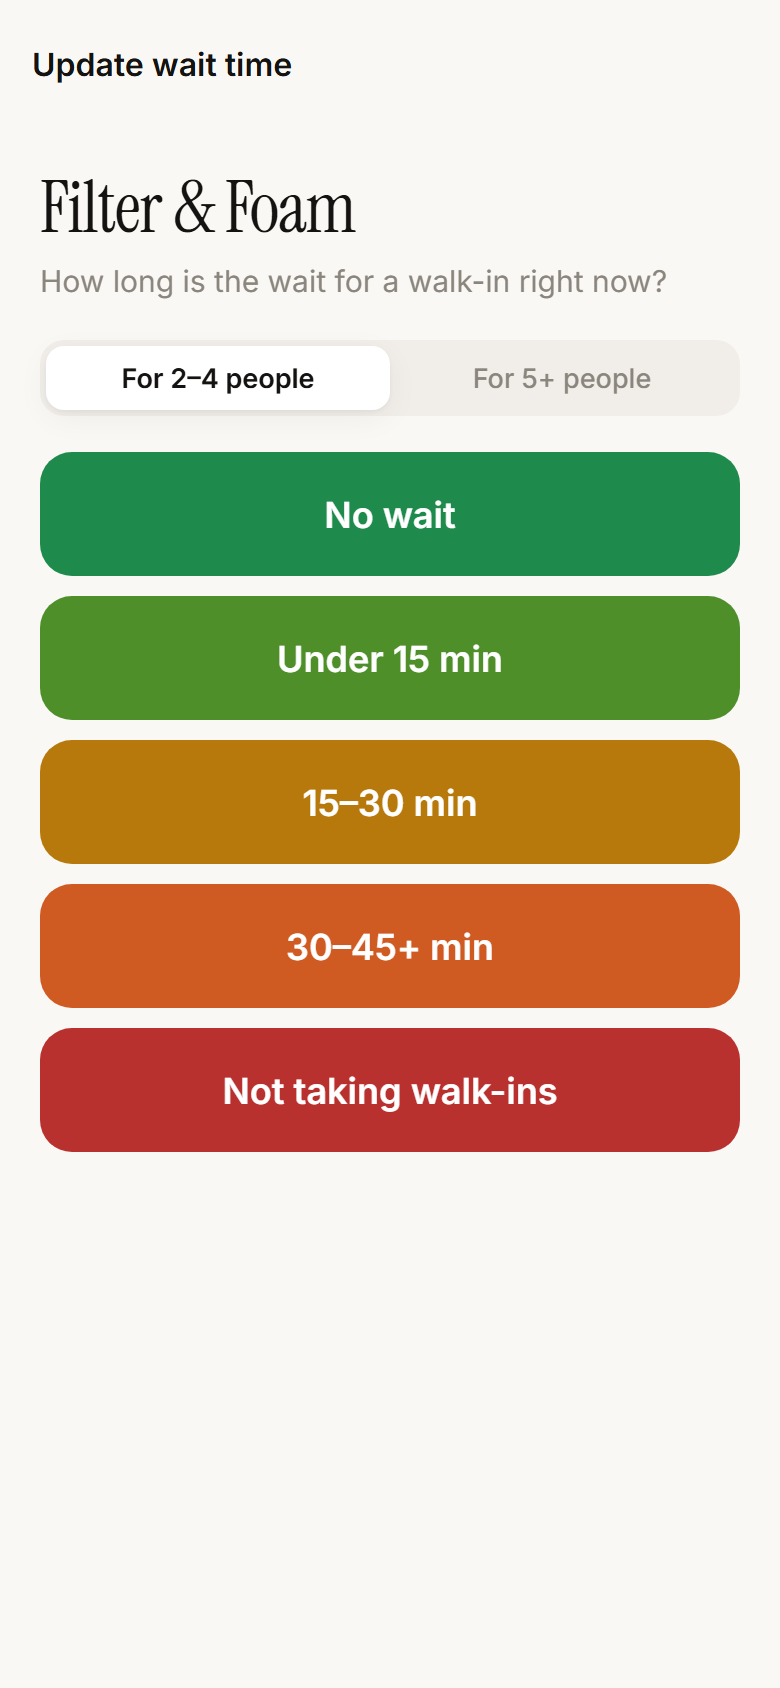 Update wait time
Filter & Foam
How long is the wait for a walk-in right now?
For 2–4 people
For 5+ people
No wait
Under 15 min
15–30 min
30–45+ min
Not taking walk-ins